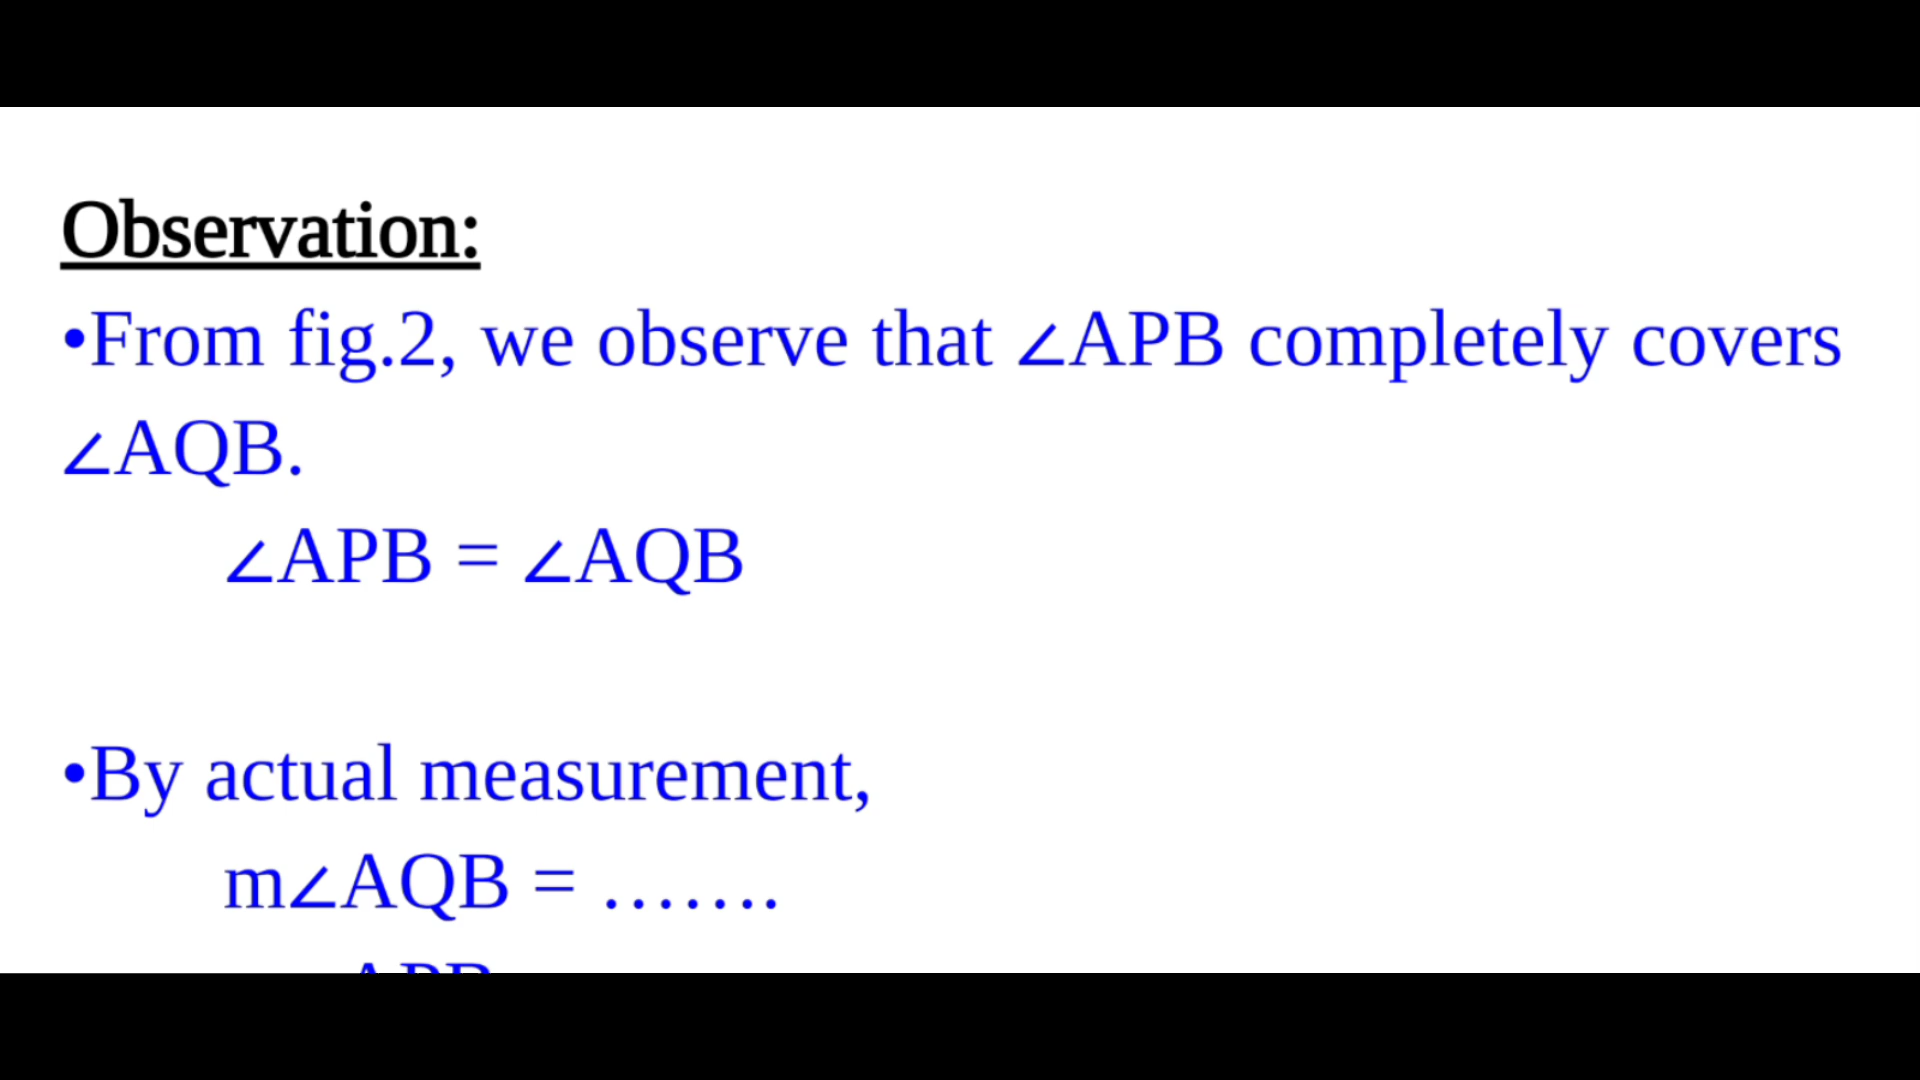 Observation:
•From fig.2, we observe that ∠APB completely covers
∠AQB.
∠APB = ∠AQB
•By actual measurement,
m∠AQB = …….